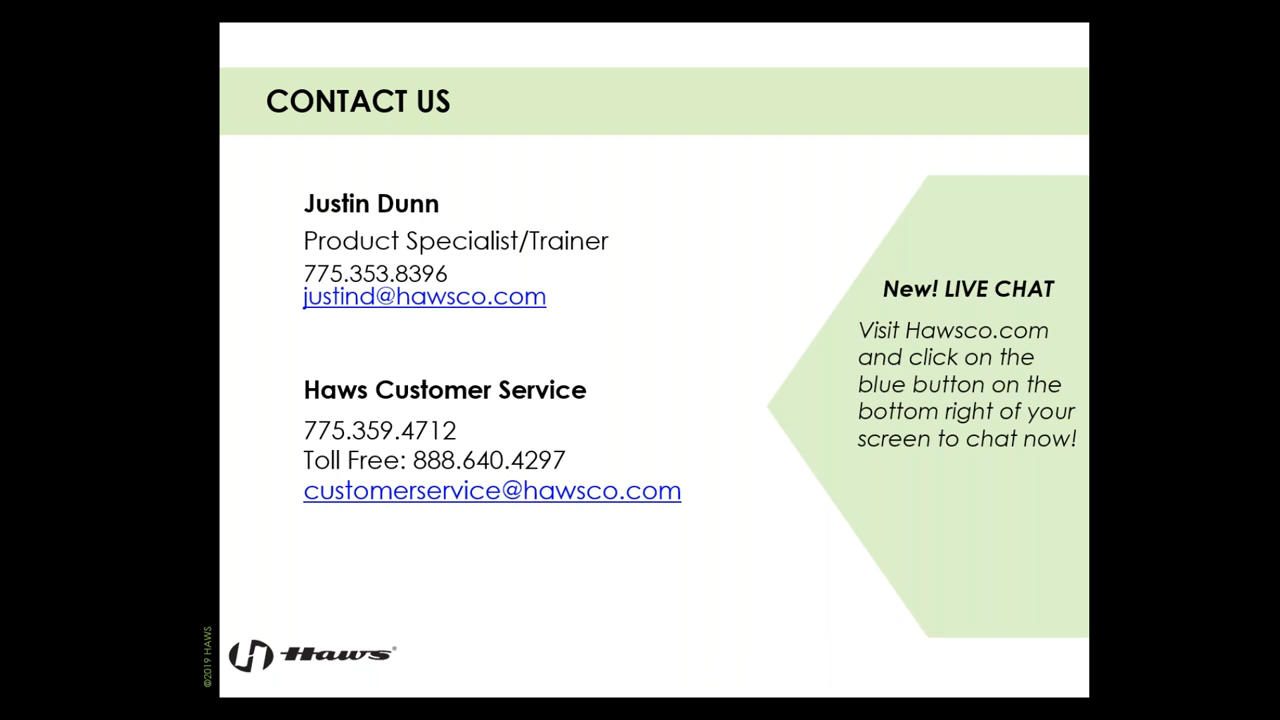 CONTACT US
Justin Dunn
Product Specialist/Trainer
775.353.8396
justind@hawsco.com
Haws Customer Service
775.359.4712
Toll Free: 888.640.4297
customerservice@hawsco.com
New! LIVE CHAT
Visit Hawsco.com
and click on the
blue button on the
bottom right of your
screen to chat now!
©2019 HAWS
Haws®